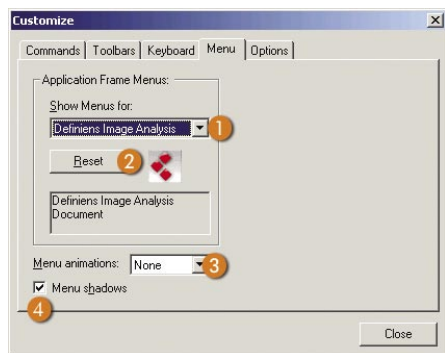 Customize
Commands Toolbars Keyboard Menu Options
Application Frame Menus:
Show Menus for:
Definiens Image Analysis 1
Reset 2
Definiens Image Analysis
Document
Menu animations: None 3
Menu shadows
4
Close